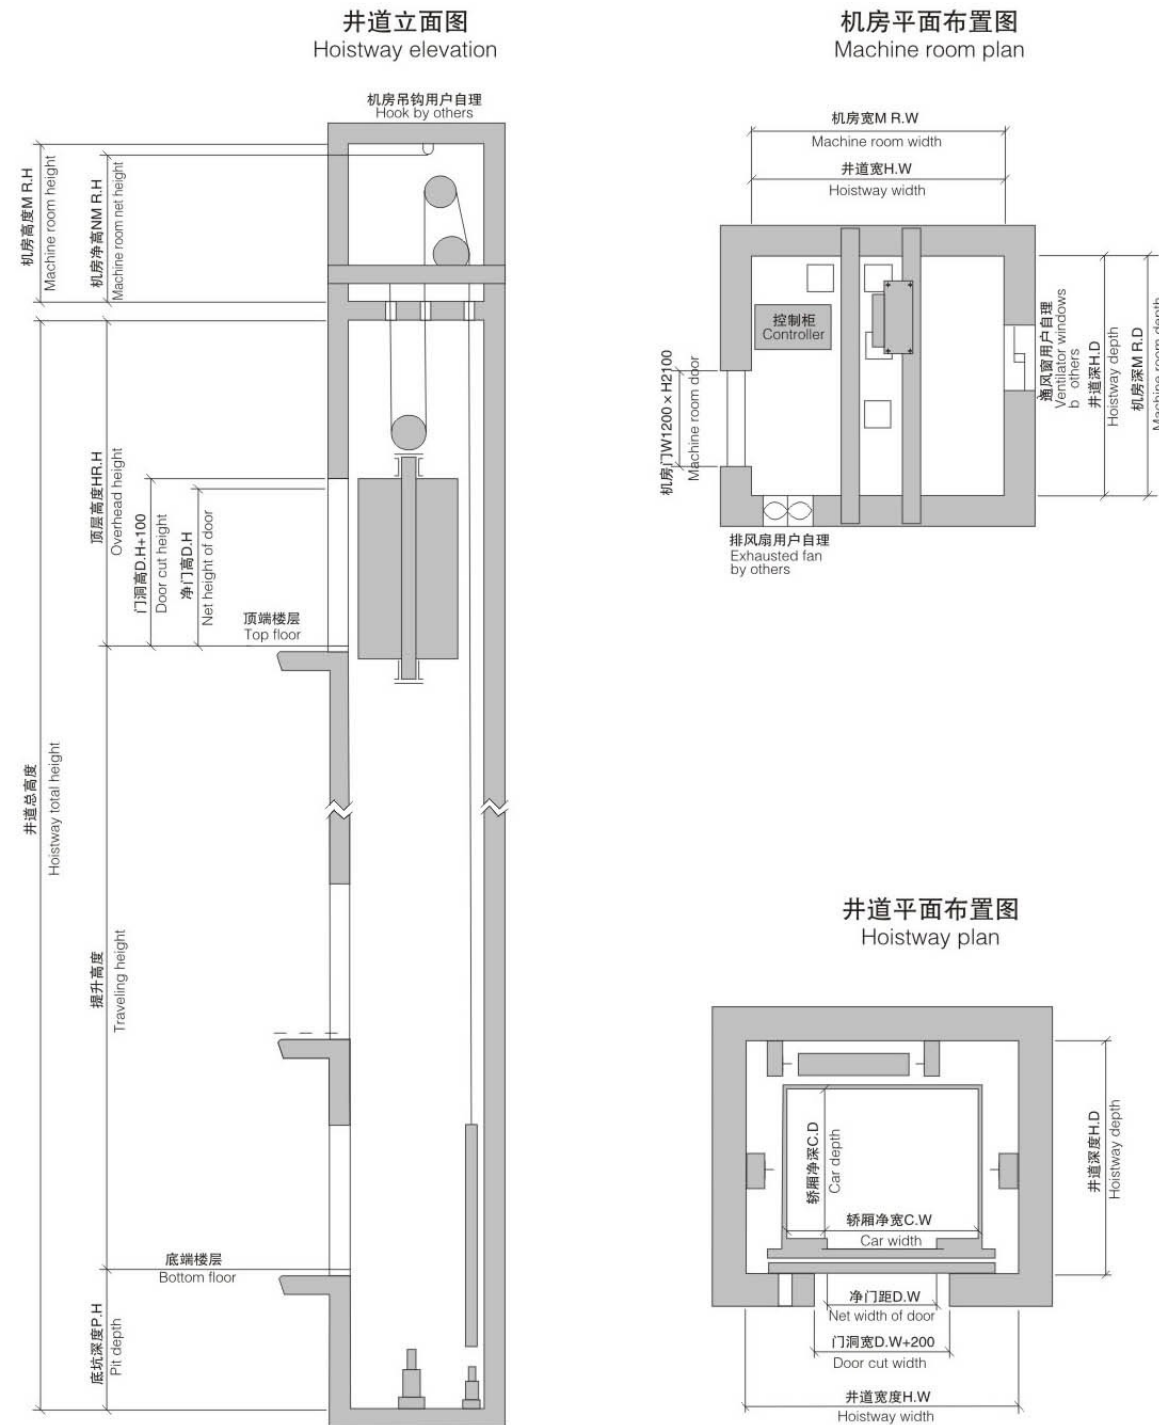 井道立面图
Hoistway elevation
机房吊钩用户自理
Hook by others
机房高度M R.H
Machine room height
机房净高NM R.H
Machine room net height
顶层高度HR.H
Overhead height
门洞高D.H+100
Door cut height
净门高D.H
Net height of door
顶端楼层
Top floor
井道总高度
Hoistway total height
提升高度
Traveling height
底端楼层
Bottom floor
底坑深度P.H
Pit depth
机房平面布置图
Machine room plan
机房宽M R.W
Machine room width
井道宽H.W
Hoistway width
控制柜
Controller
机房门W1200×H2100
Machine room door
通风窗用户自理
Ventilator windows
b others
井道深H.D
Hoistway depth
机房深M R.D
Machine room depth
排风扇用户自理
Exhausted fan
by others
井道平面布置图
Hoistway plan
轿厢净深C.D
Car depth
轿厢净宽C.W
Car width
井道深度H.D
Hoistway depth
净门距D.W
Net width of door
门洞宽D.W+200
Door cut width
井道宽度H.W
Hoistway width